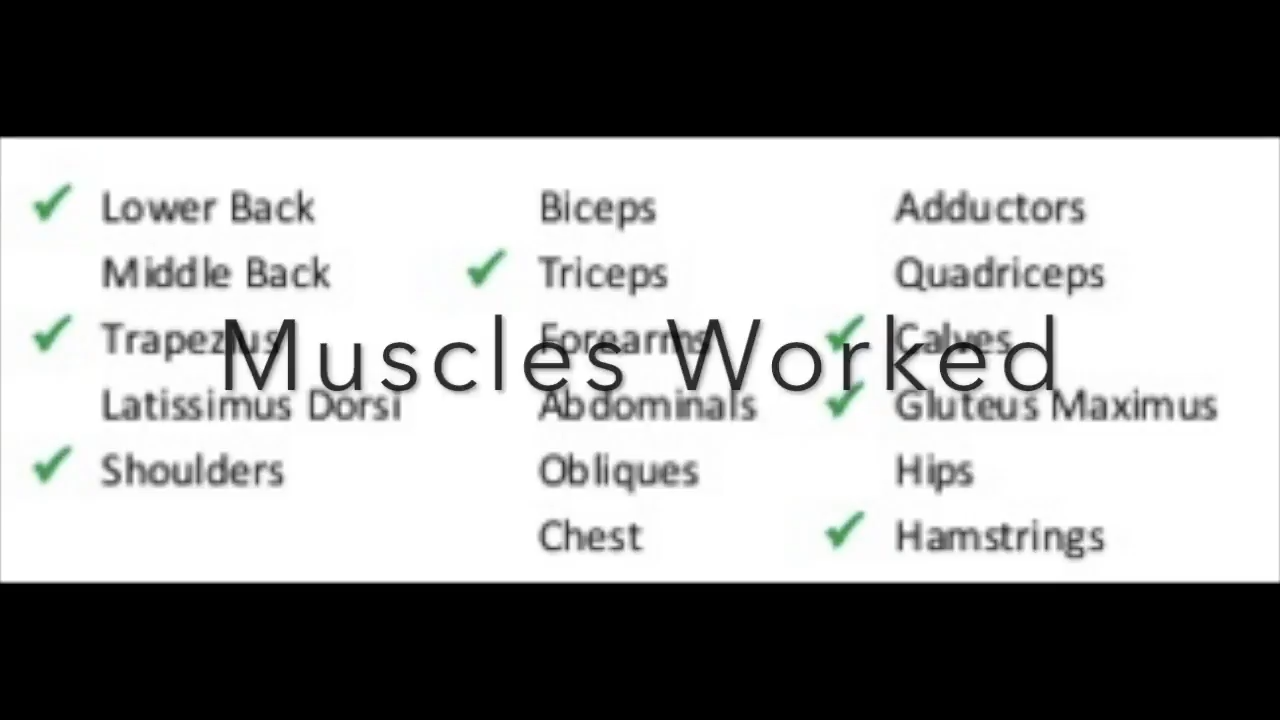 ✔ Lower Back
Middle Back
✔ Trapezius
Latissimus Dorsi
✔ Shoulders
Biceps
✔ Triceps
Forearms
Abdominals
Obliques
Chest
Adductors
Quadriceps
✔ Calves
✔ Gluteus Maximus
Hips
✔ Hamstrings
Muscles Worked